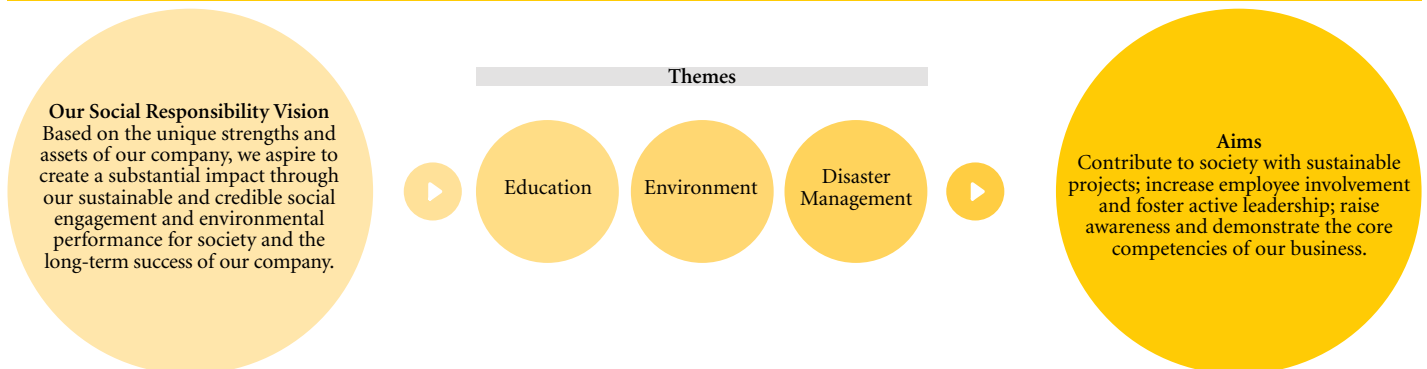 Our Social Responsibility Vision
Based on the unique strengths and
assets of our company, we aspire to
create a substantial impact through
our sustainable and credible social
engagement and environmental
performance for society and the
long-term success of our company.
Themes
Education
Environment
Disaster
Management
Aims
Contribute to society with sustainable
projects; increase employee involvement
and foster active leadership; raise
awareness and demonstrate the core
competencies of our business.